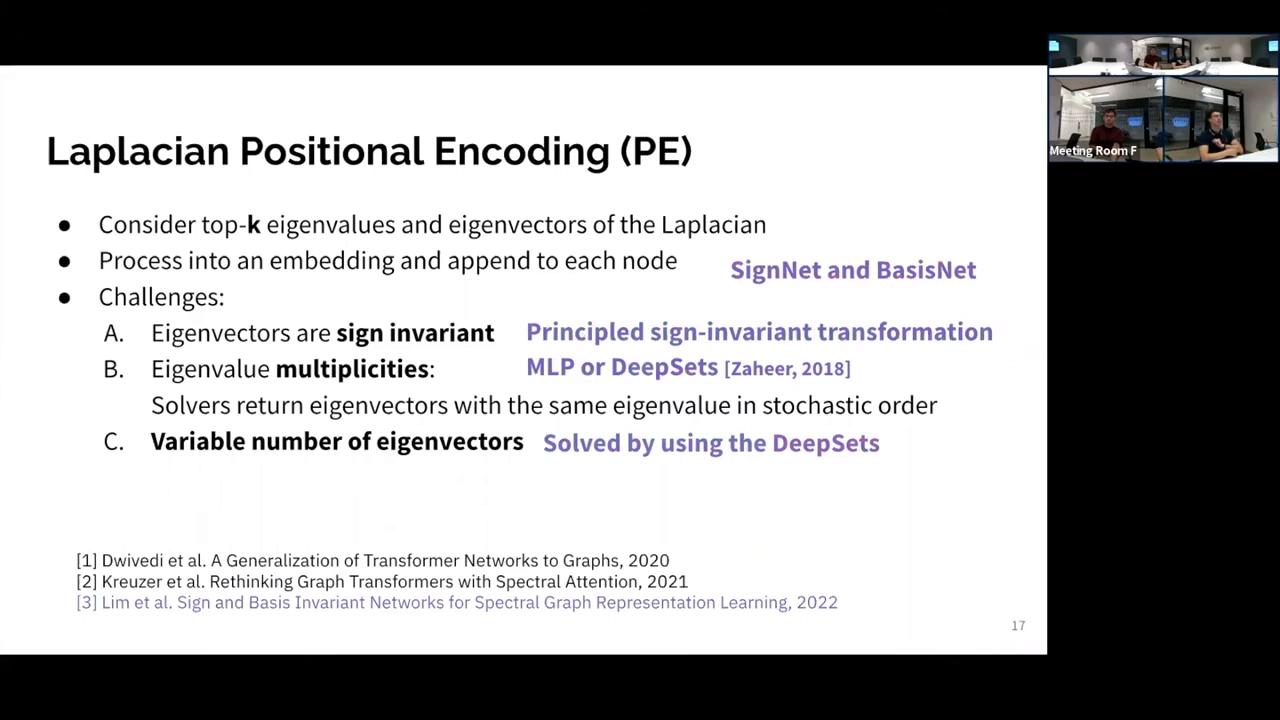 Laplacian Positional Encoding (PE)
● Consider top-k eigenvalues and eigenvectors of the Laplacian
● Process into an embedding and append to each node
SignNet and BasisNet
● Challenges:
A. Eigenvectors are sign invariant Principled sign-invariant transformation
B. Eigenvalue multiplicities: MLP or DeepSets [Zaheer, 2018]
Solvers return eigenvectors with the same eigenvalue in stochastic order
C. Variable number of eigenvectors Solved by using the DeepSets
[1] Dwivedi et al. A Generalization of Transformer Networks to Graphs, 2020
[2] Kreuzer et al. Rethinking Graph Transformers with Spectral Attention, 2021
[3] Lim et al. Sign and Basis Invariant Networks for Spectral Graph Representation Learning, 2022
17
Meeting Room F